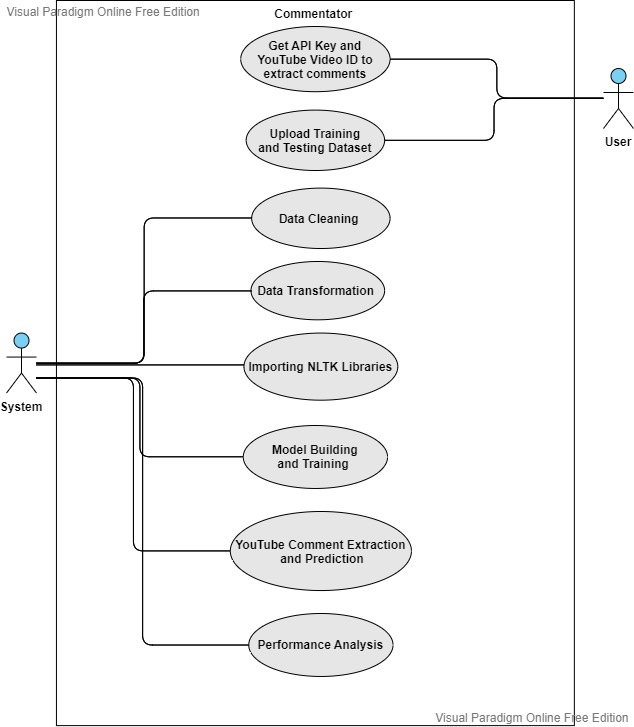 Visual Paradigm Online Free Edition
Commentator
Get API Key and
YouTube Video ID to
extract comments
Upload Training
and Testing Dataset
User
Data Cleaning
Data Transformation
Importing NLTK Libraries
System
Model Building
and Training
YouTube Comment Extraction
and Prediction
Performance Analysis
Visual Paradigm Online Free Edition